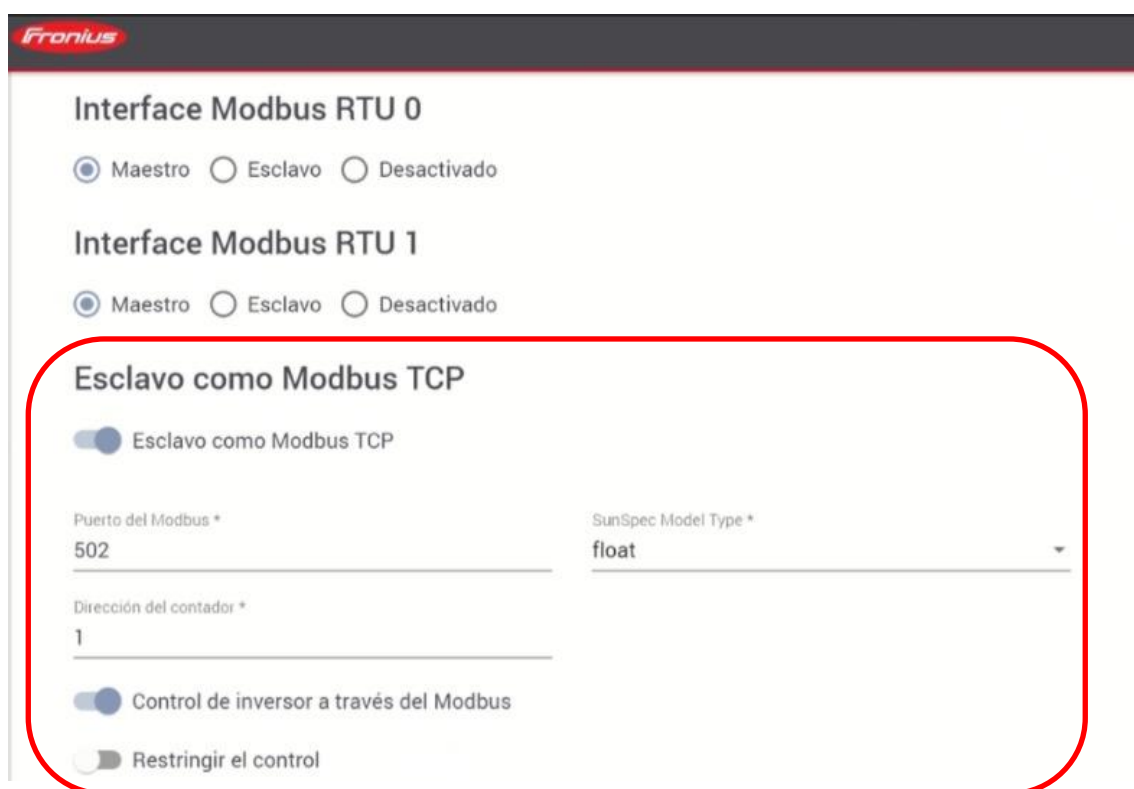 Fronius
Interface Modbus RTU 0
Maestro Esclavo Desactivado
Interface Modbus RTU 1
Maestro Esclavo Desactivado
Esclavo como Modbus TCP
Esclavo como Modbus TCP
Puerto del Modbus * SunSpec Model Type *
502 float
Dirección del contador *
1
Control de inversor a través del Modbus
Restringir el control